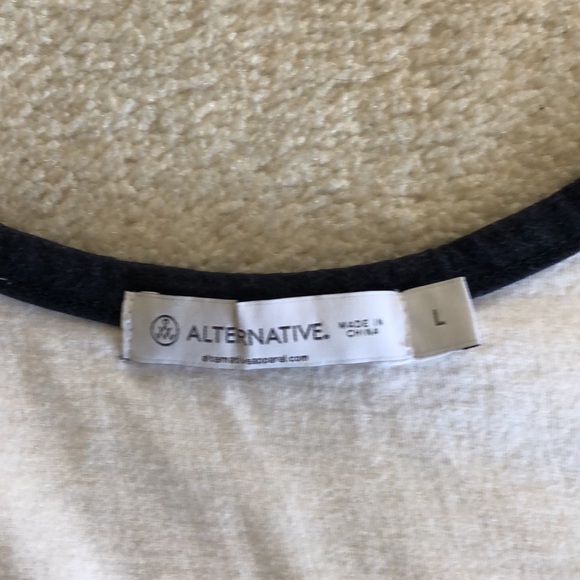 ALTERNATIVE.
alternativeapparel.com
MADE IN
CHINA
L